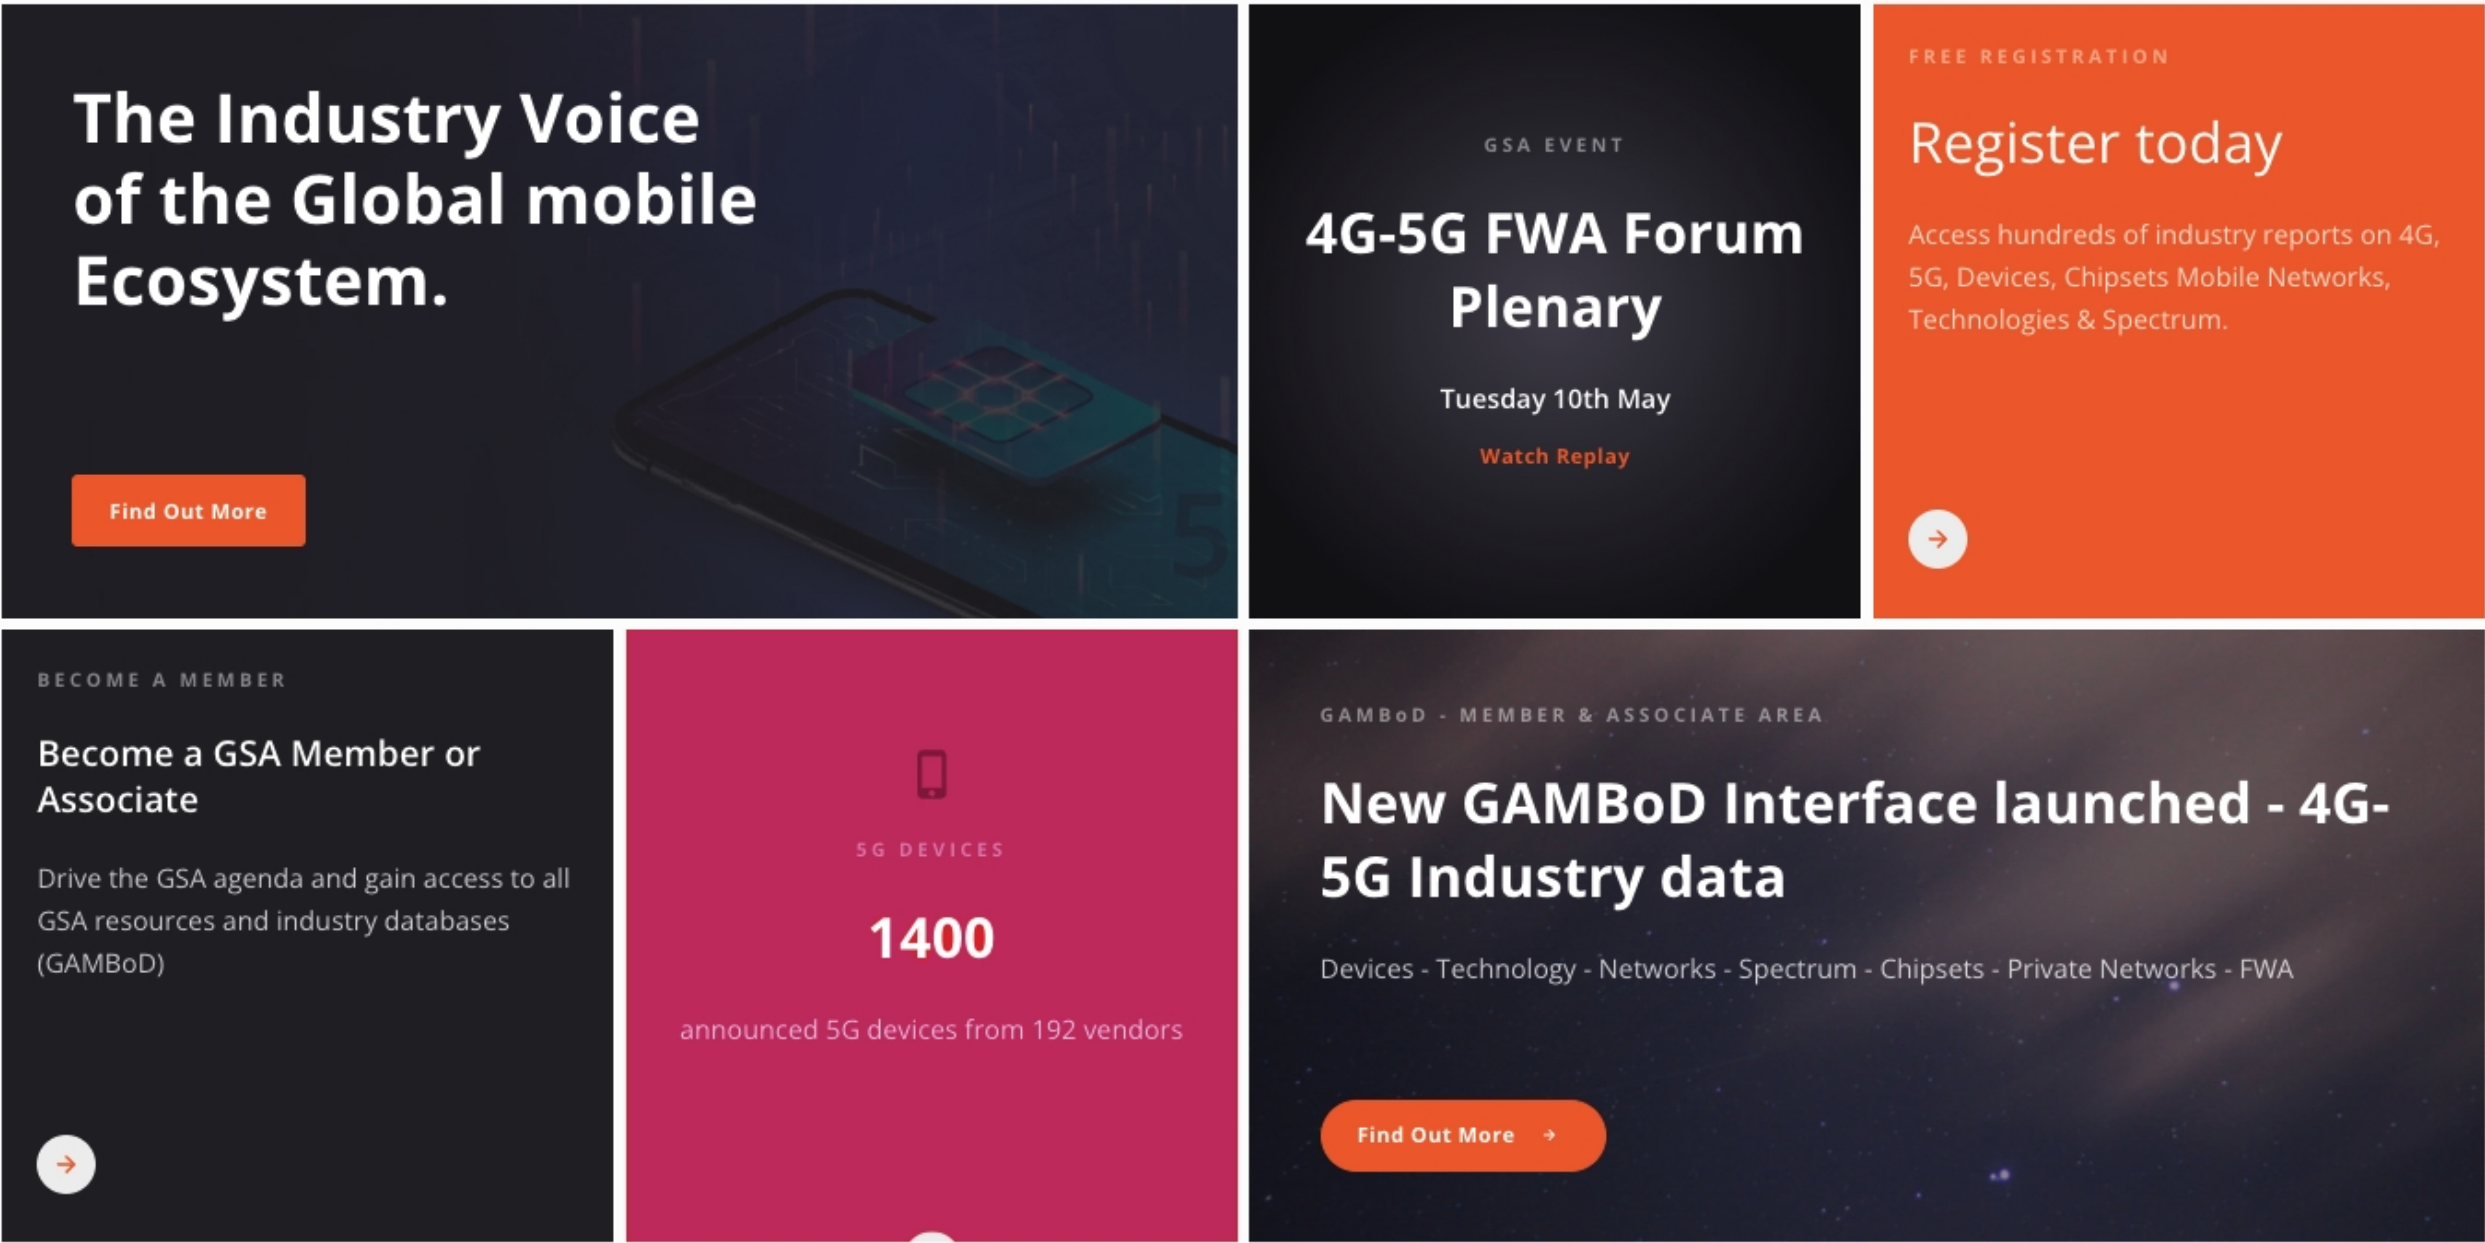 The Industry Voice
of the Global mobile
Ecosystem.
Find Out More
5
GSA EVENT
4G-5G FWA Forum
Plenary
Tuesday 10th May
Watch Replay
FREE REGISTRATION
Register today
Access hundreds of industry reports on 4G,
5G, Devices, Chipsets Mobile Networks,
Technologies & Spectrum.
BECOME A MEMBER
Become a GSA Member or
Associate
Drive the GSA agenda and gain access to all
GSA resources and industry databases
(GAMBoD)
5G DEVICES
1400
announced 5G devices from 192 vendors
GAMBoD - MEMBER & ASSOCIATE AREA
New GAMBoD Interface launched - 4G-
5G Industry data
Devices - Technology - Networks - Spectrum - Chipsets - Private Networks - FWA
Find Out More